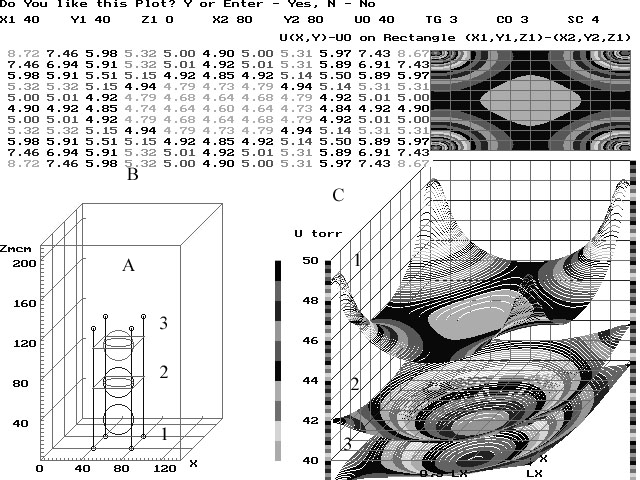 Do You like this Plot? Y or Enter - Yes, N - No
X1 40 Y1 40 Z1 0 X2 80 Y2 80 U0 40 TG 3 CO 3 SC 4
U(X,Y)-U0 on Rectangle (X1,Y1,Z1)-(X2,Y2,Z1)
8.72 7.46 5.98 5.32 5.00 4.90 5.00 5.31 5.97 7.43 8.67
7.46 6.94 5.91 5.32 5.01 4.92 5.01 5.31 5.89 6.91 7.43
5.98 5.91 5.51 5.15 4.92 4.85 4.92 5.14 5.50 5.89 5.97
5.32 5.32 5.15 4.94 4.79 4.73 4.79 4.94 5.14 5.31 5.31
5.00 5.01 4.92 4.79 4.68 4.64 4.68 4.79 4.92 5.01 5.00
4.90 4.92 4.85 4.74 4.64 4.60 4.64 4.73 4.84 4.92 4.90
5.00 5.01 4.92 4.79 4.68 4.64 4.68 4.79 4.92 5.01 5.00
5.32 5.32 5.15 4.94 4.79 4.73 4.79 4.94 5.14 5.31 5.31
5.98 5.91 5.51 5.15 4.92 4.85 4.92 5.14 5.50 5.89 5.97
7.46 6.94 5.91 5.32 5.01 4.92 5.01 5.31 5.89 6.91 7.43
8.72 7.46 5.98 5.32 5.00 4.90 5.00 5.31 5.97 7.43 8.67
B
C
A
Zмcм
200
160
120
80
40
0 40 80 120 X
3
2
1
U torr
50
48
46
44
42
40
1
2
3
0.5 LX
LX
X